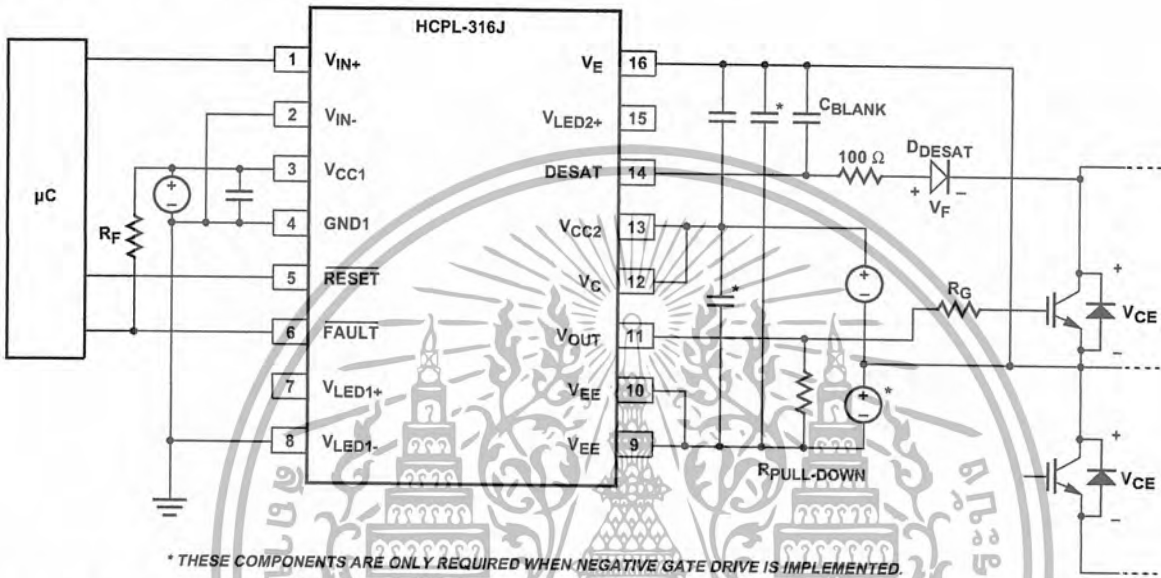 HCPL-316J
μC
RF
1 VIN+
2 VIN-
3 VCC1
4 GND1
5 RESET
6 FAULT
7 VLED1+
8 VLED1-
VE 16
VLED2+ 15
DESAT 14
VCC2 13
VC 12
VOUT 11
VEE 10
VEE 9
*
CBLANK
100 Ω
DDESAT
+ VF -
*
+
-
+
-
RG
+
VCE
-
+
-
*
RPULL-DOWN
+
VCE
-
* THESE COMPONENTS ARE ONLY REQUIRED WHEN NEGATIVE GATE DRIVE IS IMPLEMENTED.